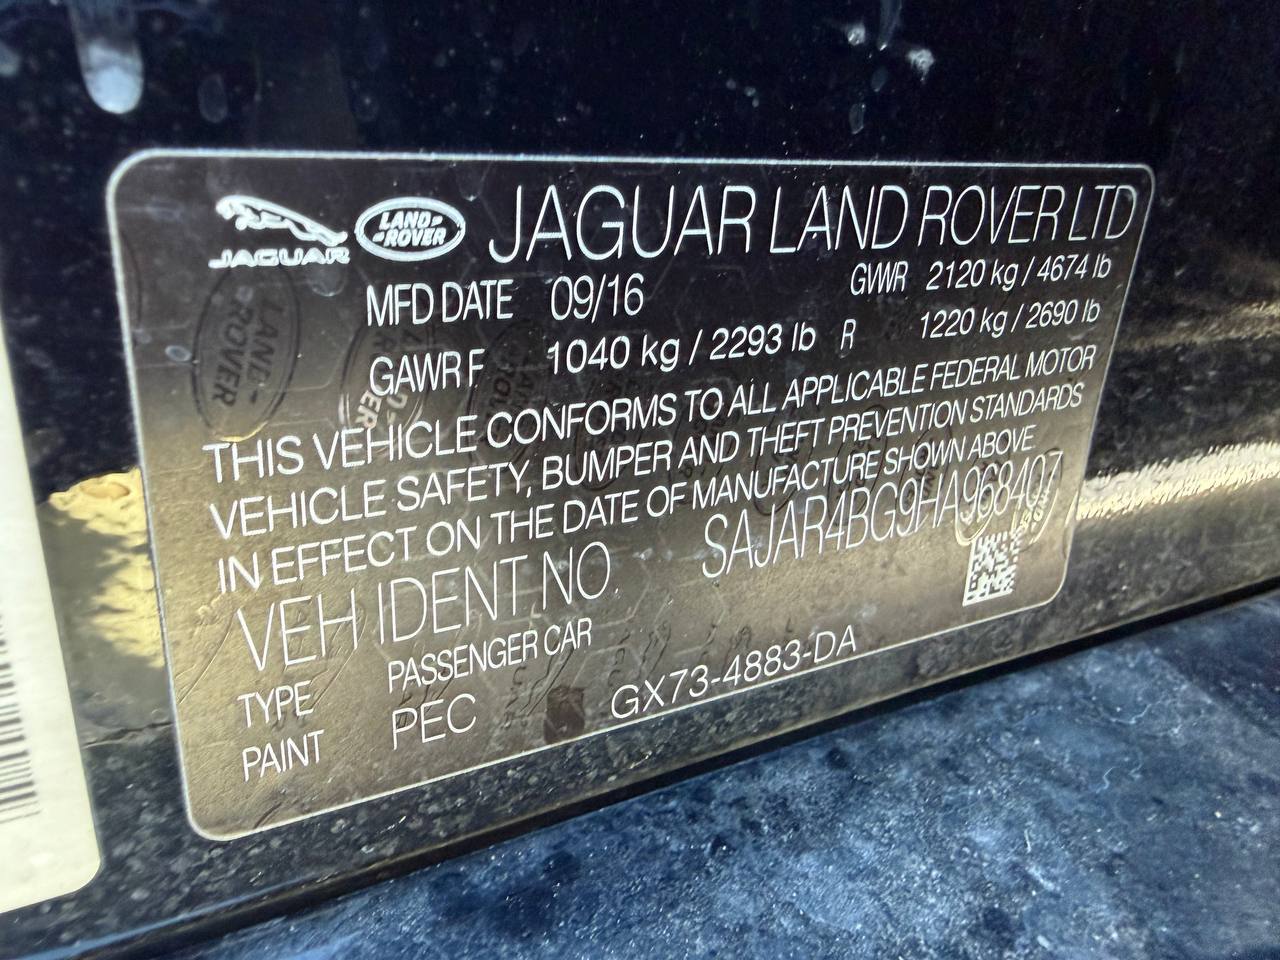 JAGUAR LAND-ROVER JAGUAR LAND ROVER LTD
MFD DATE 09/16 GVWR 2120 kg / 4674 lb
GAWR F 1040 kg / 2293 lb R 1220 kg / 2690 lb
THIS VEHICLE CONFORMS TO ALL APPLICABLE FEDERAL MOTOR
VEHICLE SAFETY, BUMPER AND THEFT PREVENTION STANDARDS
IN EFFECT ON THE DATE OF MANUFACTURE SHOWN ABOVE
VEH IDENT NO. SAJAR4BG9HA968407
TYPE PASSENGER CAR
PAINT PEC GX73-4883-DA